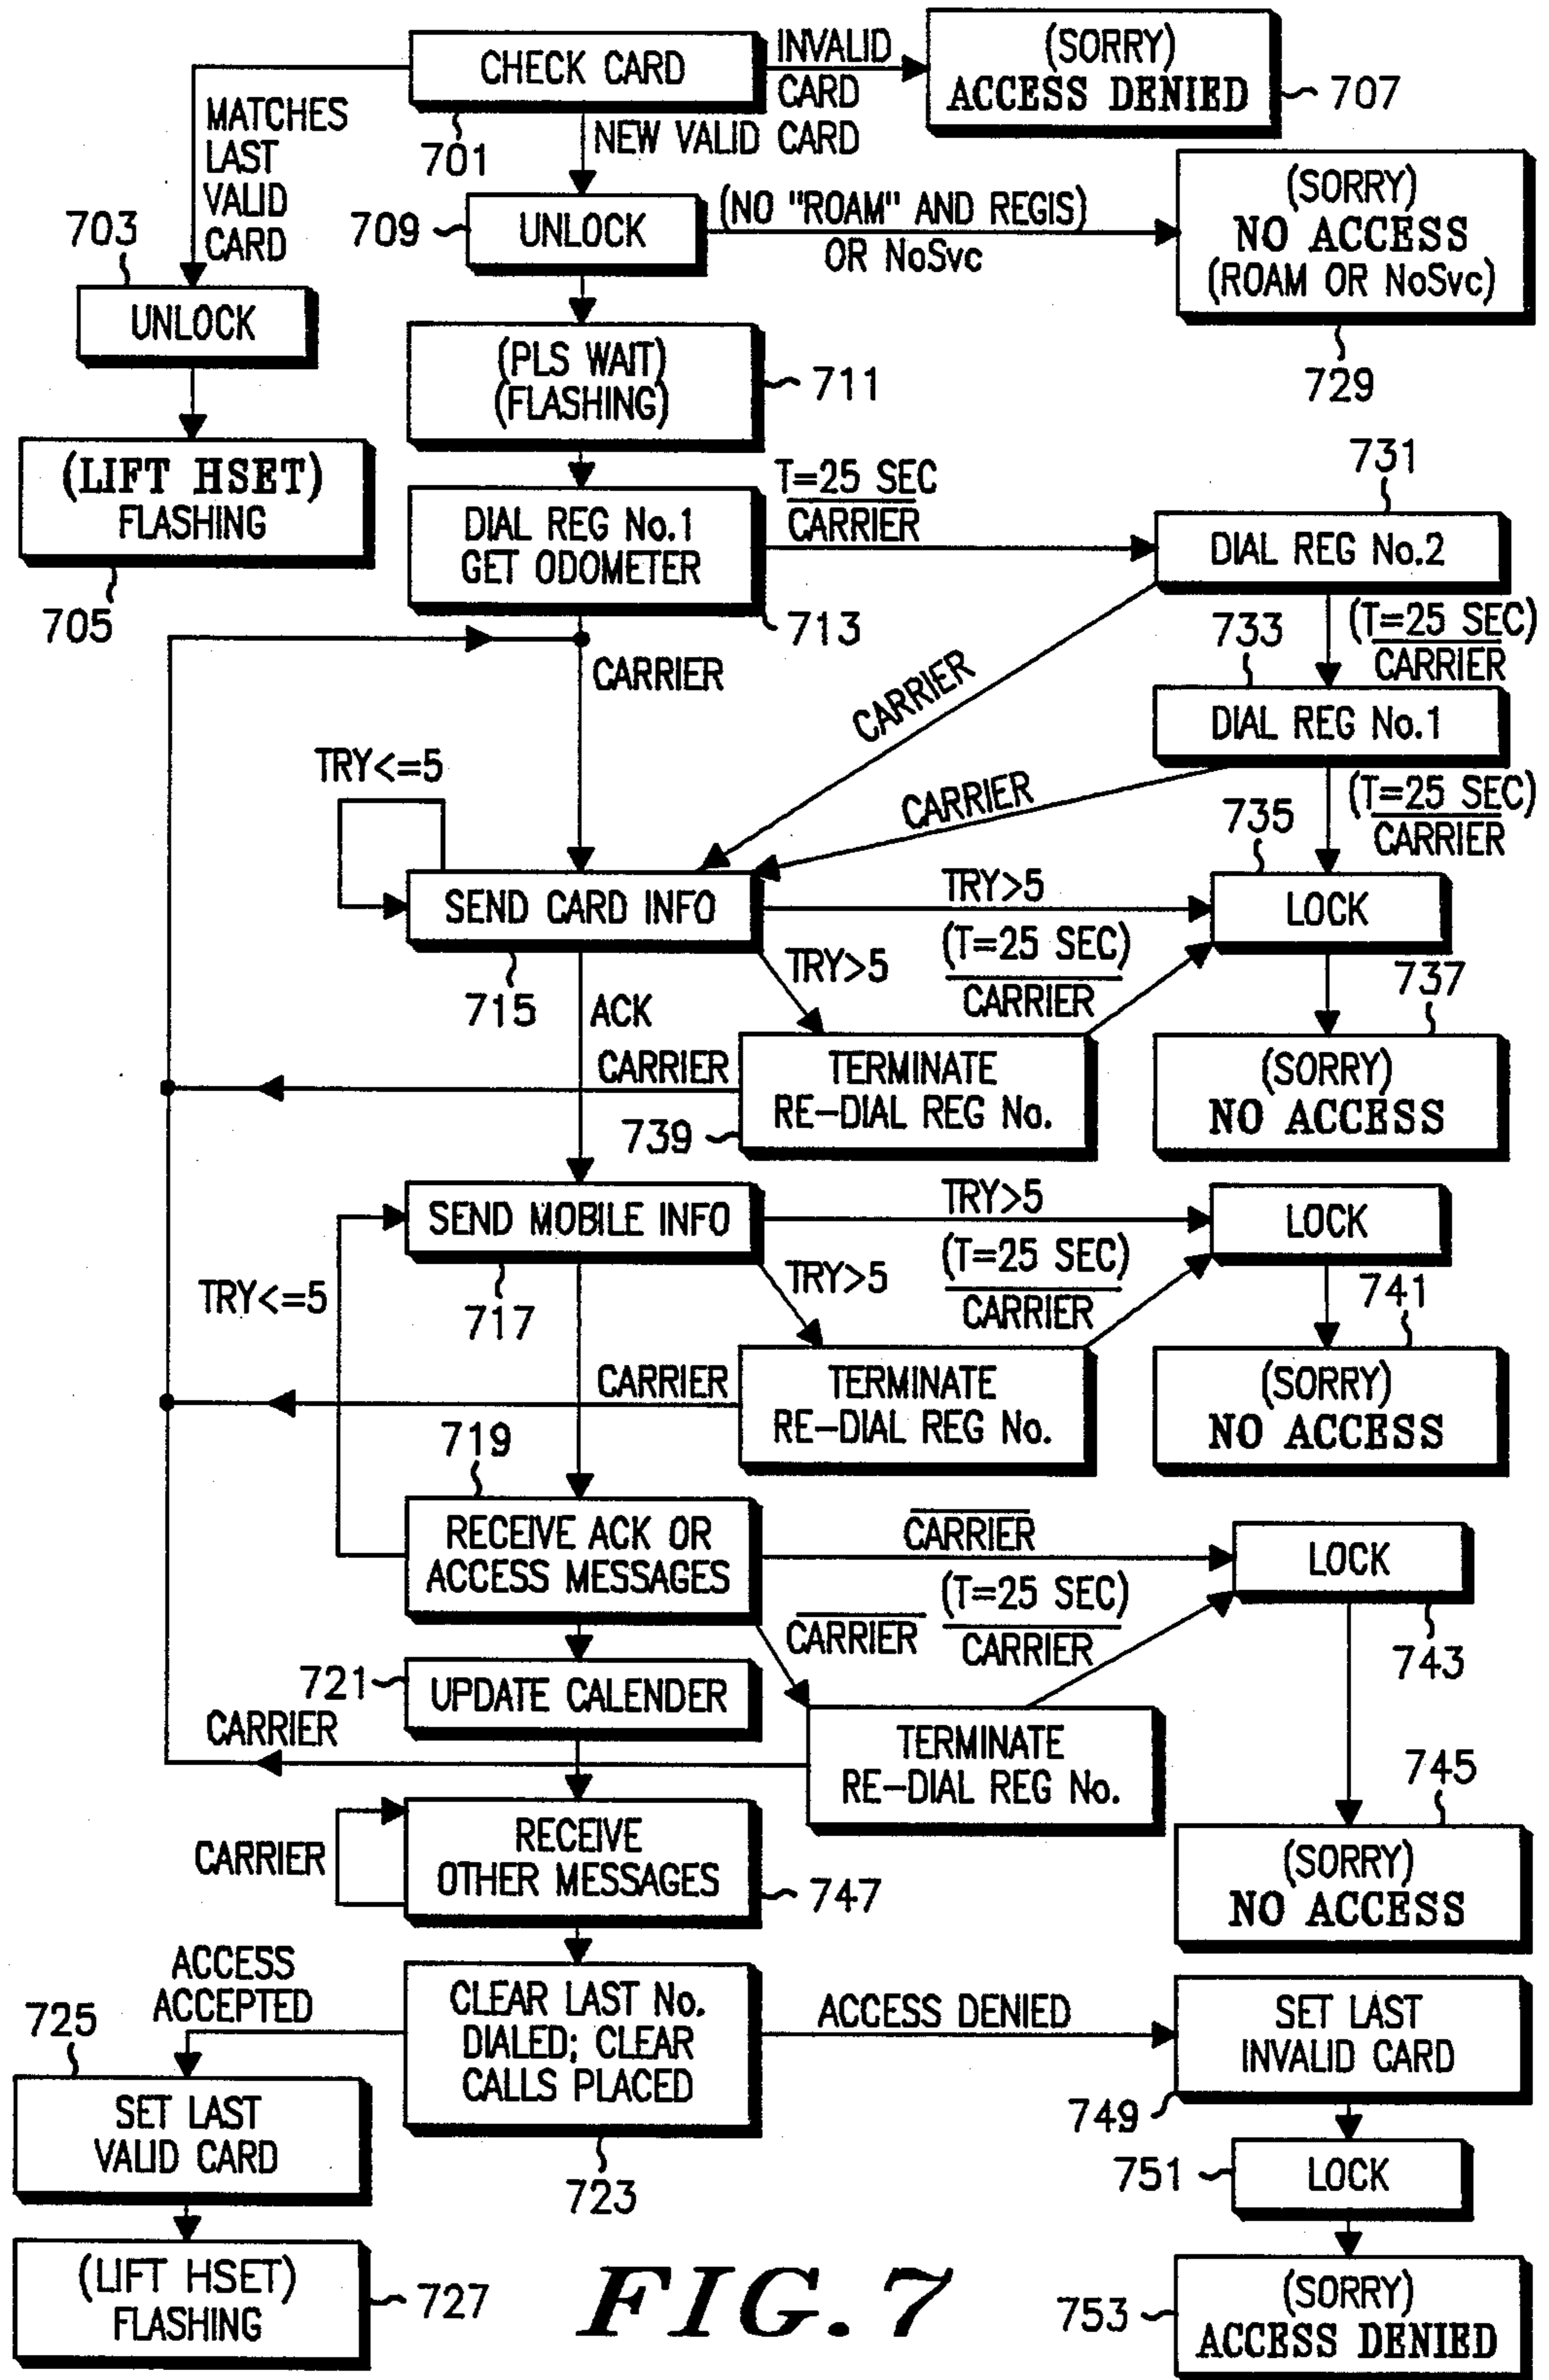 CHECK CARD
INVALID
CARD
(SORRY)
ACCESS DENIED
707
MATCHES
LAST
VALID
CARD
701
NEW VALID CARD
703
UNLOCK
709
UNLOCK
(NO "ROAM" AND REGIS)
OR NoSvc
(SORRY)
NO ACCESS
(ROAM OR NoSvc)
729
(LIFT HSET)
FLASHING
705
(PLS WAIT)
(FLASHING)
711
DIAL REG No.1
GET ODOMETER
713
T=25 SEC
CARRIER
731
DIAL REG No.2
CARRIER
CARRIER
733
(T=25 SEC)
CARRIER
DIAL REG No.1
CARRIER
(T=25 SEC)
CARRIER
TRY<=5
SEND CARD INFO
715
TRY>5
735
LOCK
TRY>5
(T=25 SEC)
CARRIER
737
ACK
CARRIER
TERMINATE
RE-DIAL REG No.
739
(SORRY)
NO ACCESS
SEND MOBILE INFO
717
TRY<=5
TRY>5
LOCK
TRY>5
(T=25 SEC)
CARRIER
741
CARRIER
TERMINATE
RE-DIAL REG No.
(SORRY)
NO ACCESS
719
RECEIVE ACK OR
ACCESS MESSAGES
CARRIER
LOCK
743
CARRIER
(T=25 SEC)
CARRIER
721
UPDATE CALENDER
CARRIER
TERMINATE
RE-DIAL REG No.
745
(SORRY)
NO ACCESS
CARRIER
RECEIVE
OTHER MESSAGES
747
ACCESS
ACCEPTED
CLEAR LAST No.
DIALED; CLEAR
CALLS PLACED
723
ACCESS DENIED
SET LAST
INVALID CARD
749
725
SET LAST
VALID CARD
751
LOCK
(LIFT HSET)
FLASHING
727
753
(SORRY)
ACCESS DENIED
FIG. 7